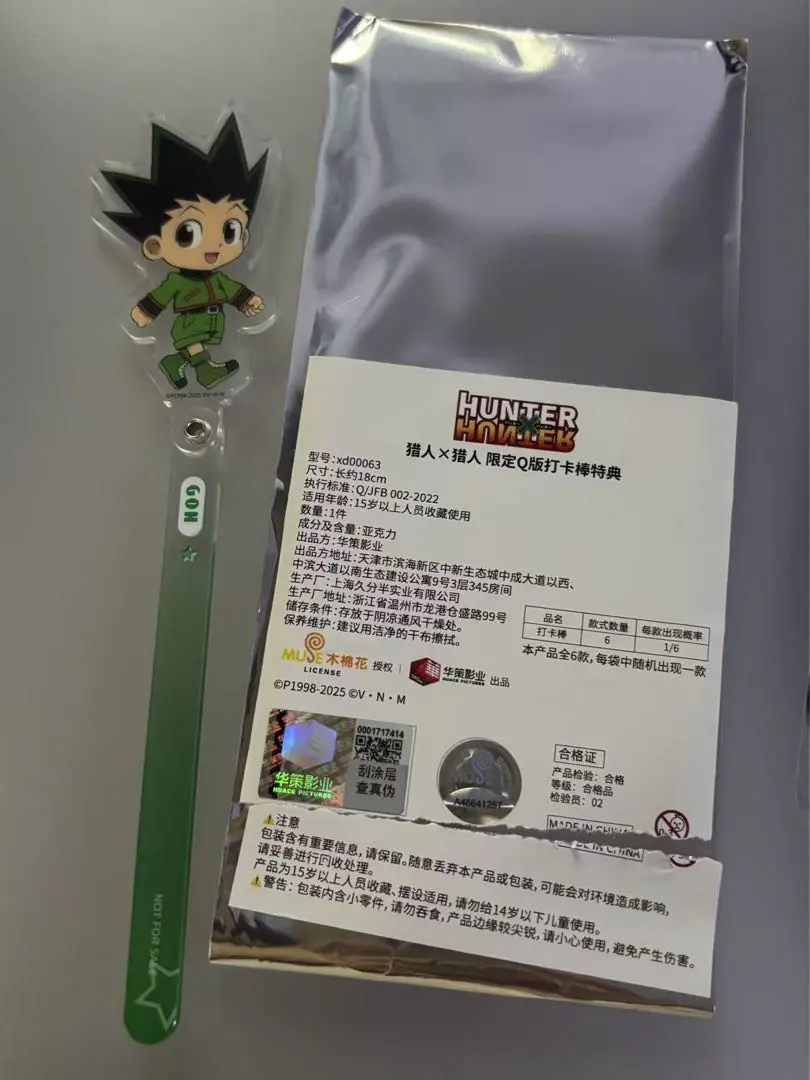 ©P1998-2025 ©V・N・M
GON
NOT FOR SALE
HUNTER
HUNTER
猎人×猎人 限定Q版打卡棒特典
型号:xd00063
尺寸:长约18cm
执行标准:Q/JFB 002-2022
适用年龄:15岁以上人员收藏使用
数量:1件
成分及含量:亚克力
出品方:华策影业
出品方地址:天津市滨海新区中新生态城中成大道以西、
中滨大道以南生态建设公寓9号3层345房间
生产厂:上海久分半实业有限公司
生产厂地址:浙江省温州市龙港仓盛路99号
储存条件:存放于阴凉通风干燥处。
保养维护:建议用洁净的干布擦拭。
品名 款式数量 每款出现概率
打卡棒 6 1/6
本产品全6款,每袋中随机出现一款
MUSE木棉花 授权 | 華 华策影业 出品
LICENSE HUACE PICTURES
©P1998-2025 ©V・N・M
0001717414
刮涂层
查真伪
华策影业
HUACE PICTURES
MUSE
合格证
产品检验:合格
等级:合格品
检验员:02
MADE IN CHINA
⚠注意
包装含有重要信息,请保留。随意丢弃本产品或包装,可能会对环境造成影响,
请妥善进行回收处理。
产品为15岁以上人员收藏、摆设适用,请勿给14岁以下儿童使用。
⚠警告:包装内含小零件,请勿吞食,产品边缘较尖锐,请小心使用,避免产生伤害。